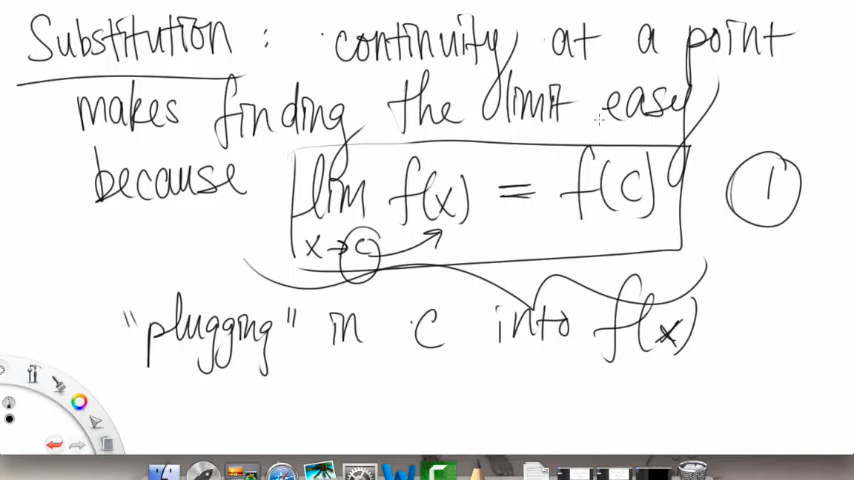 Substitution : continuity at a point
makes finding the limit easy
because lim f(x) = f(c) 1
x→c
"plugging" in c into f(x)